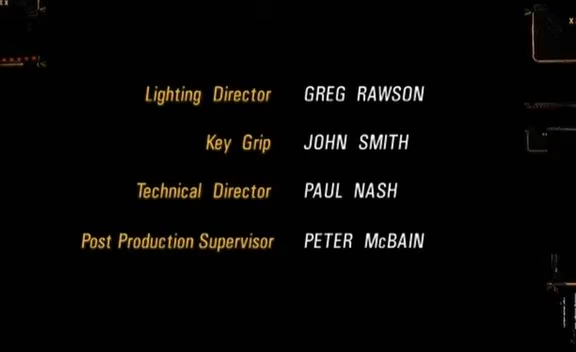 Lighting Director GREG RAWSON
Key Grip JOHN SMITH
Technical Director PAUL NASH
Post Production Supervisor PETER McBAIN